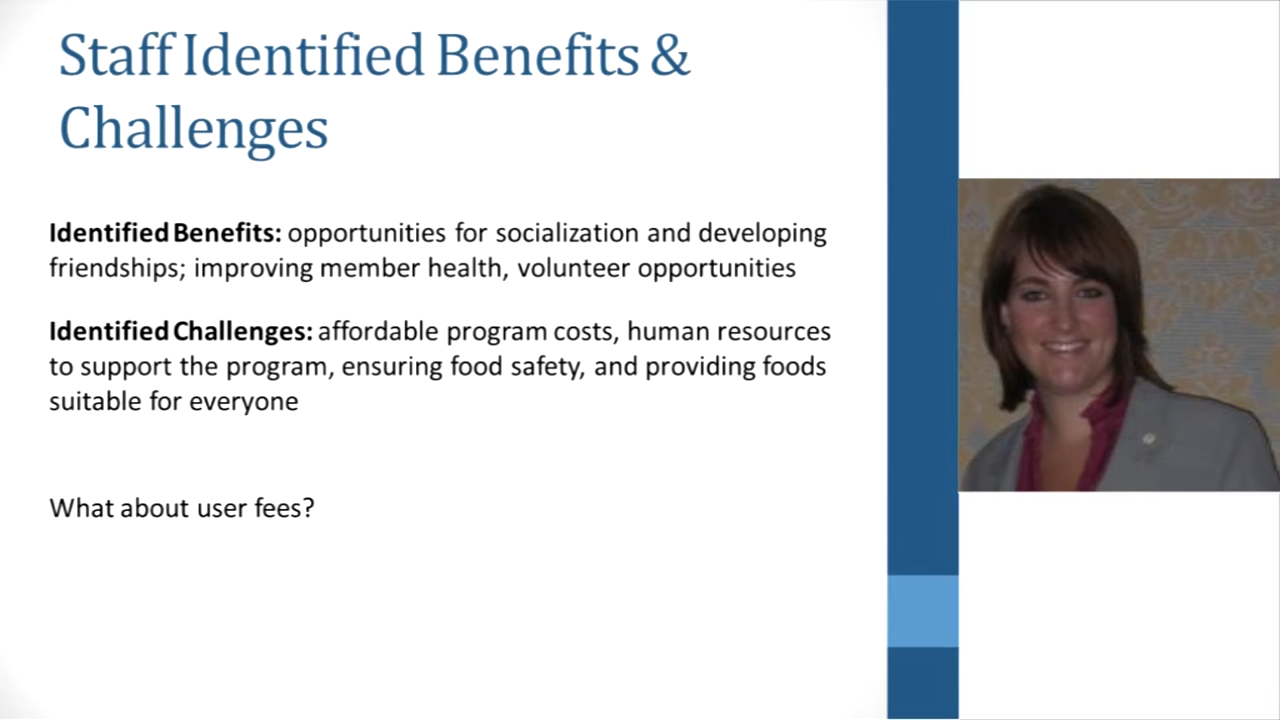 Staff Identified Benefits &
Challenges
Identified Benefits: opportunities for socialization and developing
friendships; improving member health, volunteer opportunities
Identified Challenges: affordable program costs, human resources
to support the program, ensuring food safety, and providing foods
suitable for everyone
What about user fees?